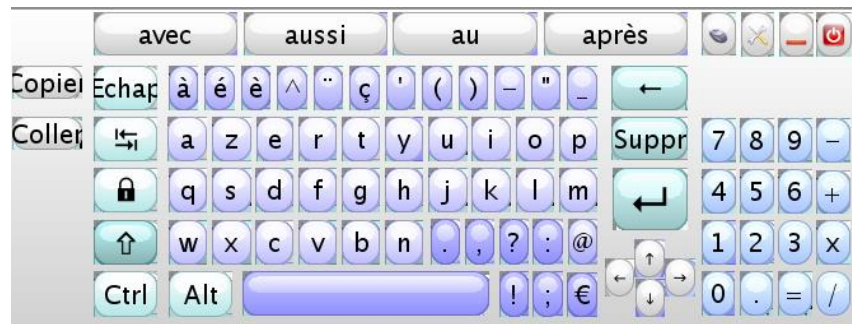 avec aussi au après
Copier Echap à é è ^ ¨ ç ' ( ) – " _ ←
Coller a z e r t y u i o p Suppr 7 8 9 –
q s d f g h j k l m 4 5 6 +
⇧ w x c v b n . , ? : @ ↑ 1 2 3 x
Ctrl Alt ! ; € ← ↓ → 0 . = /